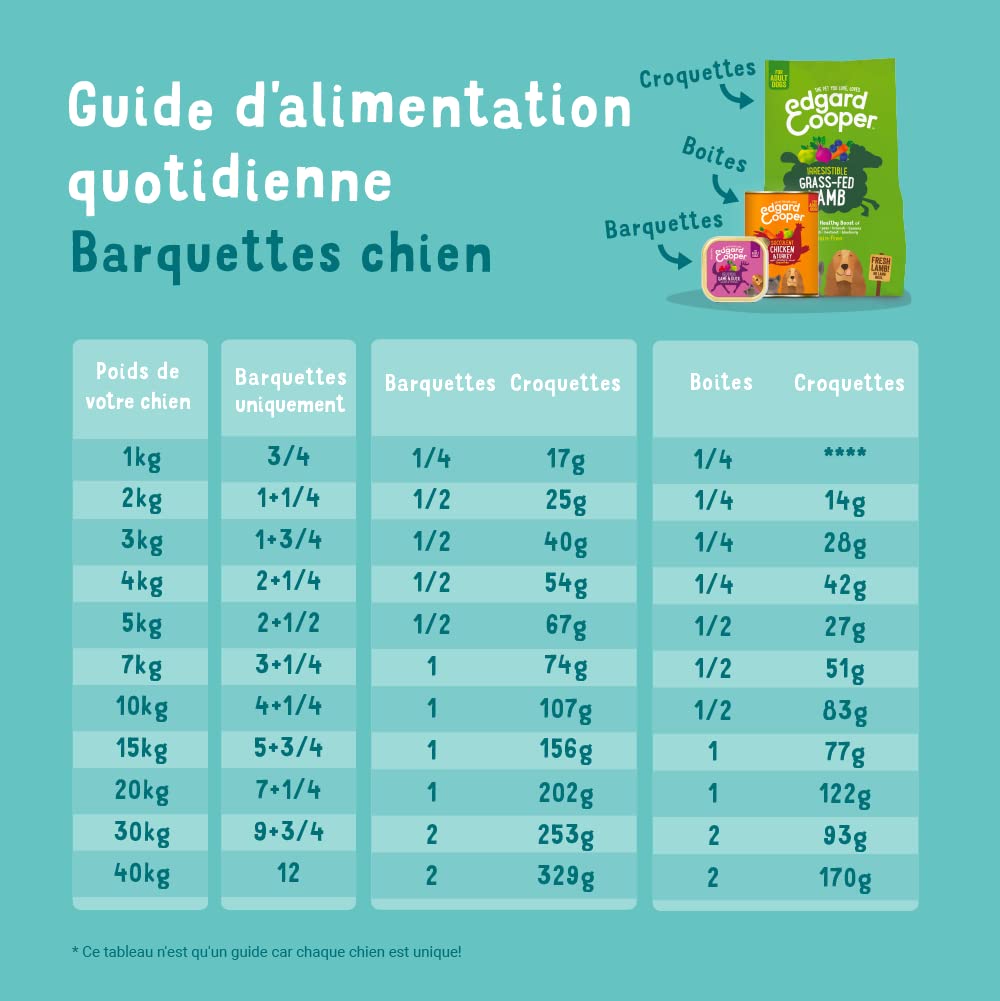 Guide d'alimentation
quotidienne
Barquettes chien
Croquettes
Boites
Barquettes
FOR
ADULT
DOGS
THE PET YOU LOVE, LOVES
edgard
Cooper
IRRESISTIBLE
GRASS-FED
AMB
Healthy Boost of
FRESH
LAMB!
edgard
Cooper
SUCCULENT
CHICKEN
&TURKEY
edgard
Cooper
GAME & DUCK
Poids de
votre chien
Barquettes
uniquement
Barquettes Croquettes
Boites Croquettes
1kg 3/4 1/4 17g 1/4 ****
2kg 1+1/4 1/2 25g 1/4 14g
3kg 1+3/4 1/2 40g 1/4 28g
4kg 2+1/4 1/2 54g 1/4 42g
5kg 2+1/2 1/2 67g 1/2 27g
7kg 3+1/4 1 74g 1/2 51g
10kg 4+1/4 1 107g 1/2 83g
15kg 5+3/4 1 156g 1 77g
20kg 7+1/4 1 202g 1 122g
30kg 9+3/4 2 253g 2 93g
40kg 12 2 329g 2 170g
* Ce tableau n'est qu'un guide car chaque chien est unique!